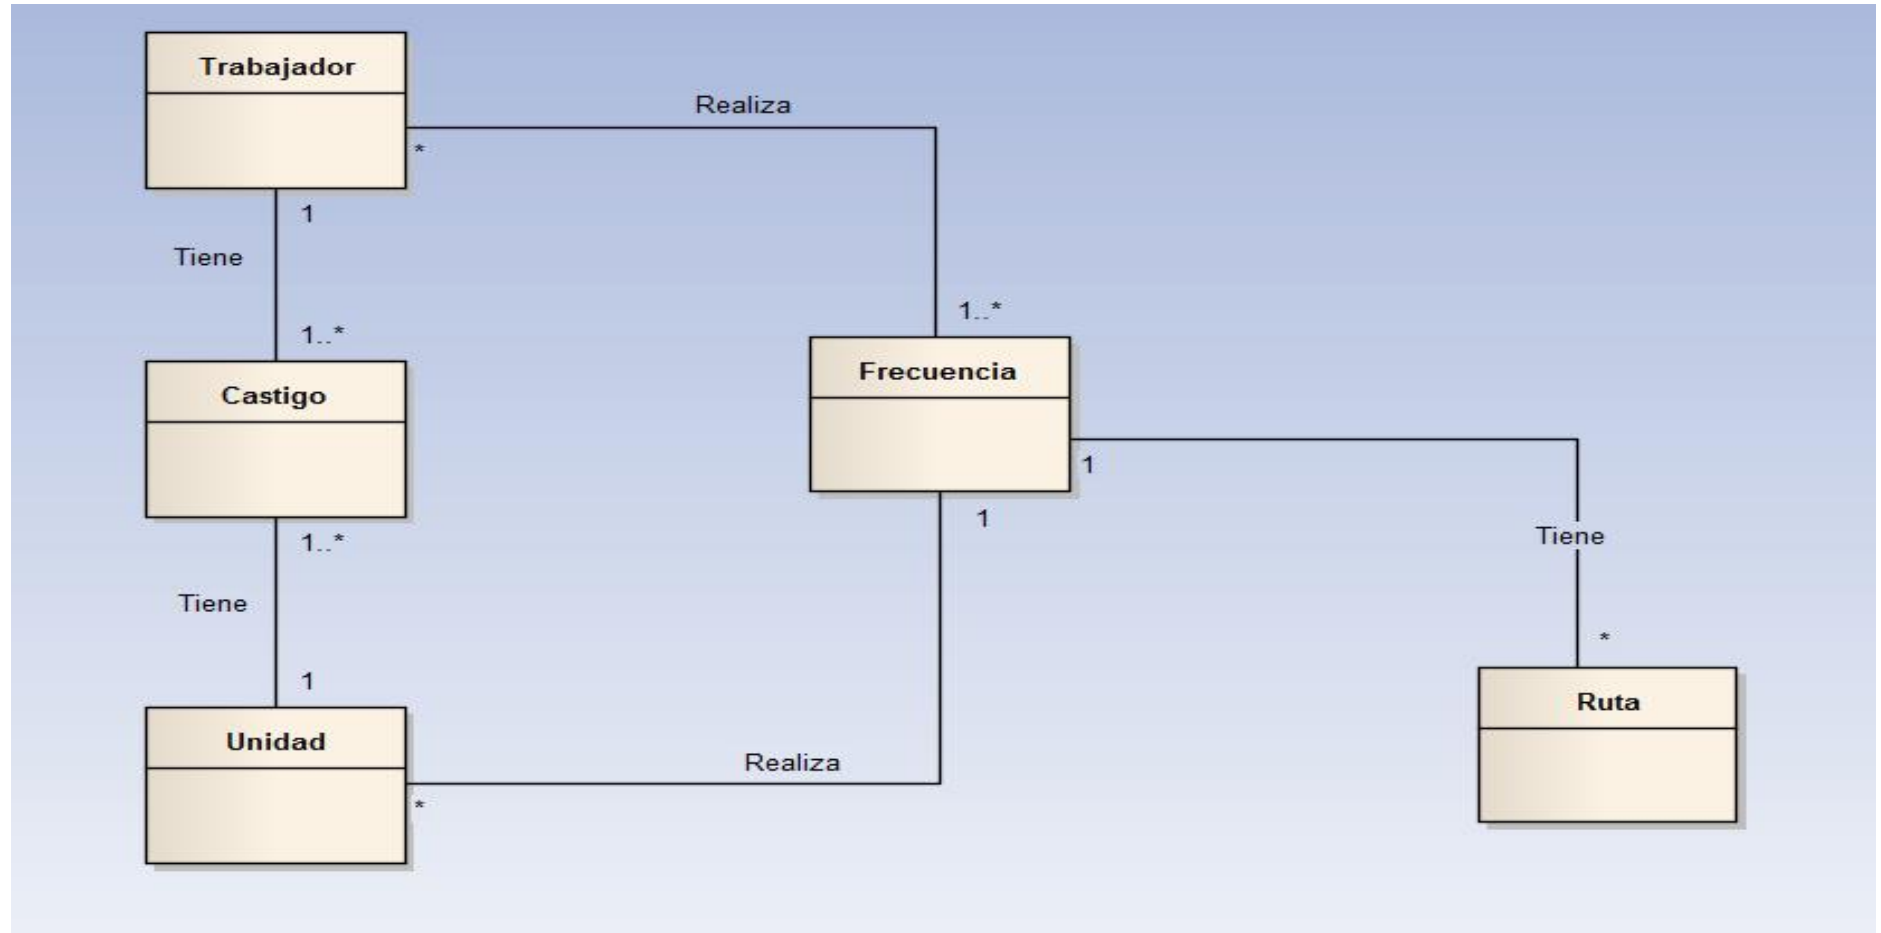 Trabajador
Realiza
*
1
Tiene
1..*
1..*
Frecuencia
Castigo
1
1
1..*
Tiene
Tiene
*
1
Ruta
Unidad
Realiza
*